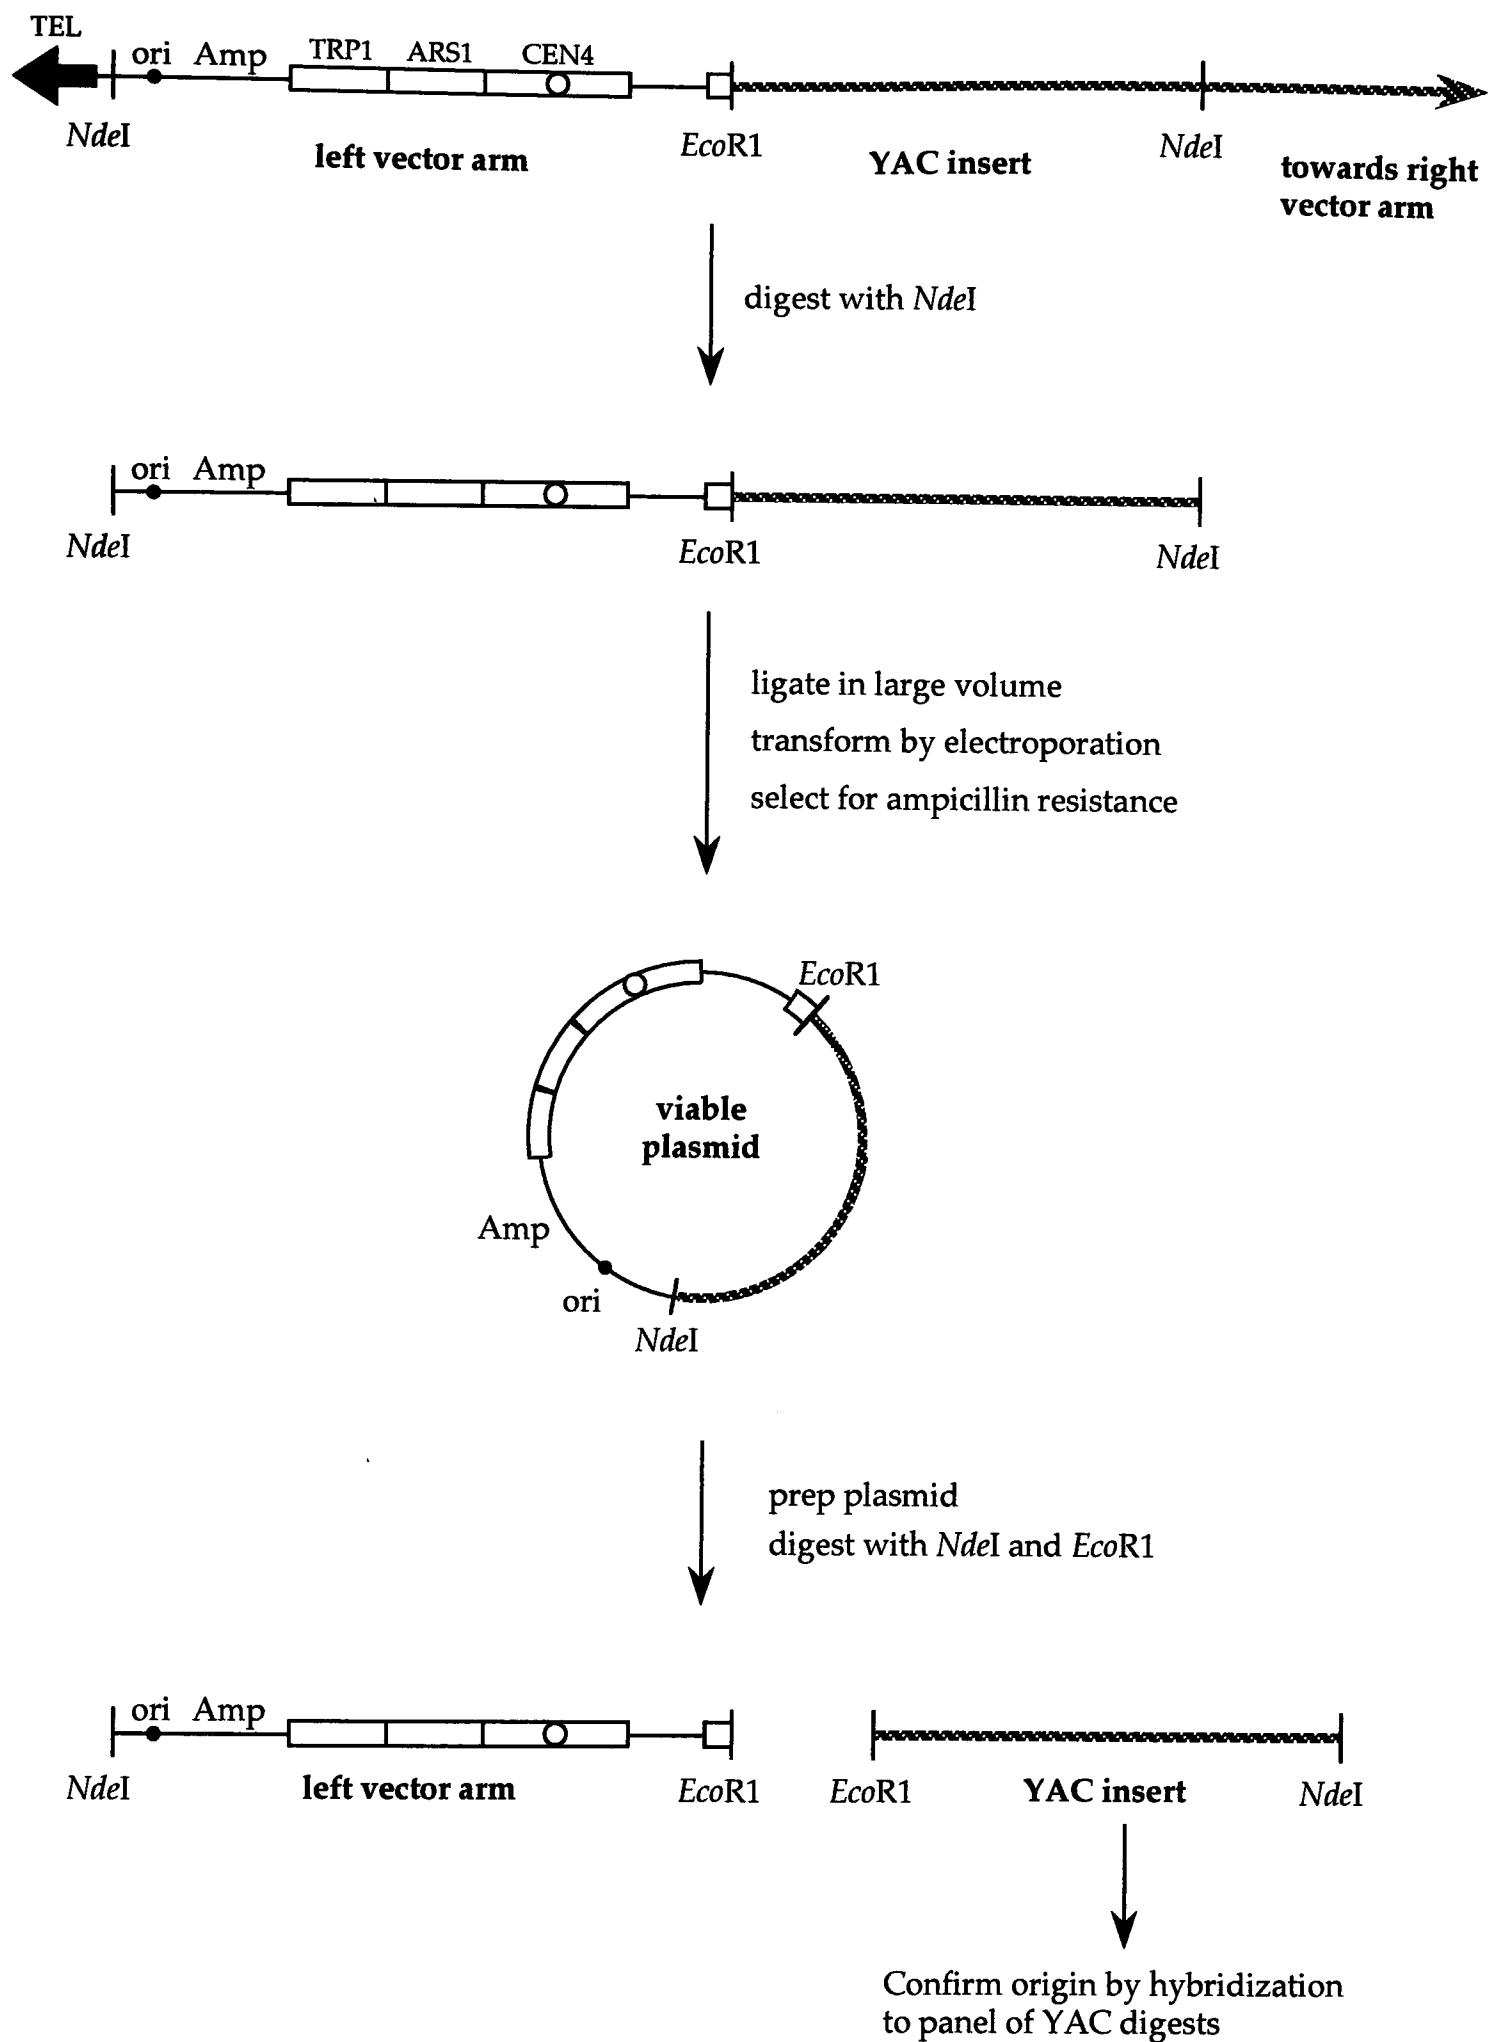 TEL
ori Amp TRP1 ARS1 CEN4
NdeI
left vector arm
EcoR1
YAC insert
NdeI
towards right
vector arm
digest with NdeI
ori Amp
NdeI
EcoR1
NdeI
ligate in large volume
transform by electroporation
select for ampicillin resistance
EcoR1
viable
plasmid
Amp
ori
NdeI
prep plasmid
digest with NdeI and EcoR1
ori Amp
NdeI
left vector arm
EcoR1
EcoR1
YAC insert
NdeI
Confirm origin by hybridization
to panel of YAC digests